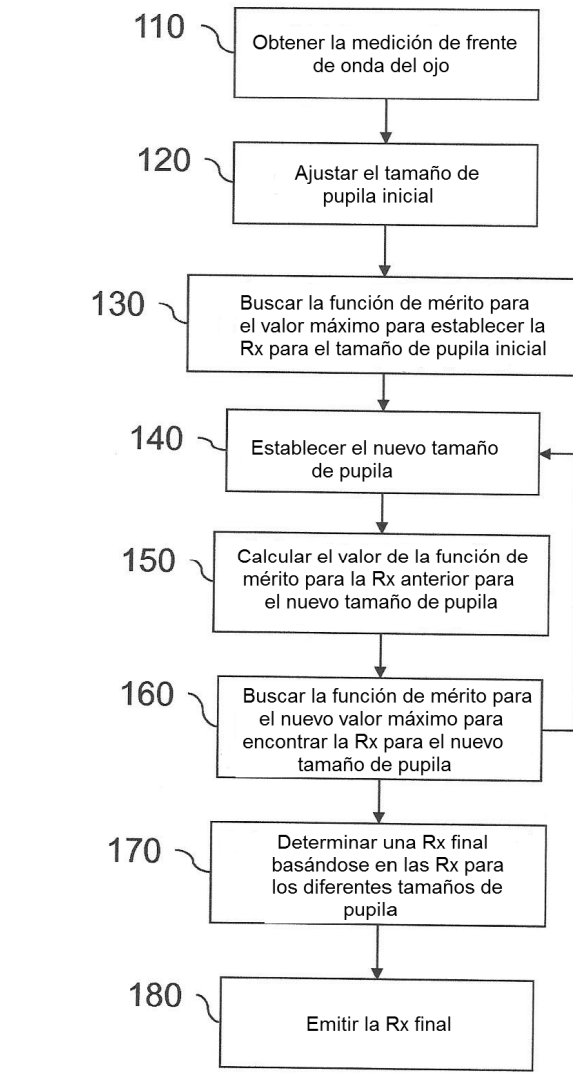 110
Obtener la medición de frente
de onda del ojo
120
Ajustar el tamaño de
pupila inicial
130
Buscar la función de mérito para
el valor máximo para establecer la
Rx para el tamaño de pupila inicial
140
Establecer el nuevo tamaño
de pupila
150
Calcular el valor de la función de
mérito para la Rx anterior para
el nuevo tamaño de pupila
160
Buscar la función de mérito para
el nuevo valor máximo para
encontrar la Rx para el nuevo
tamaño de pupila
170
Determinar una Rx final
basándose en las Rx para
los diferentes tamaños de
pupila
180
Emitir la Rx final